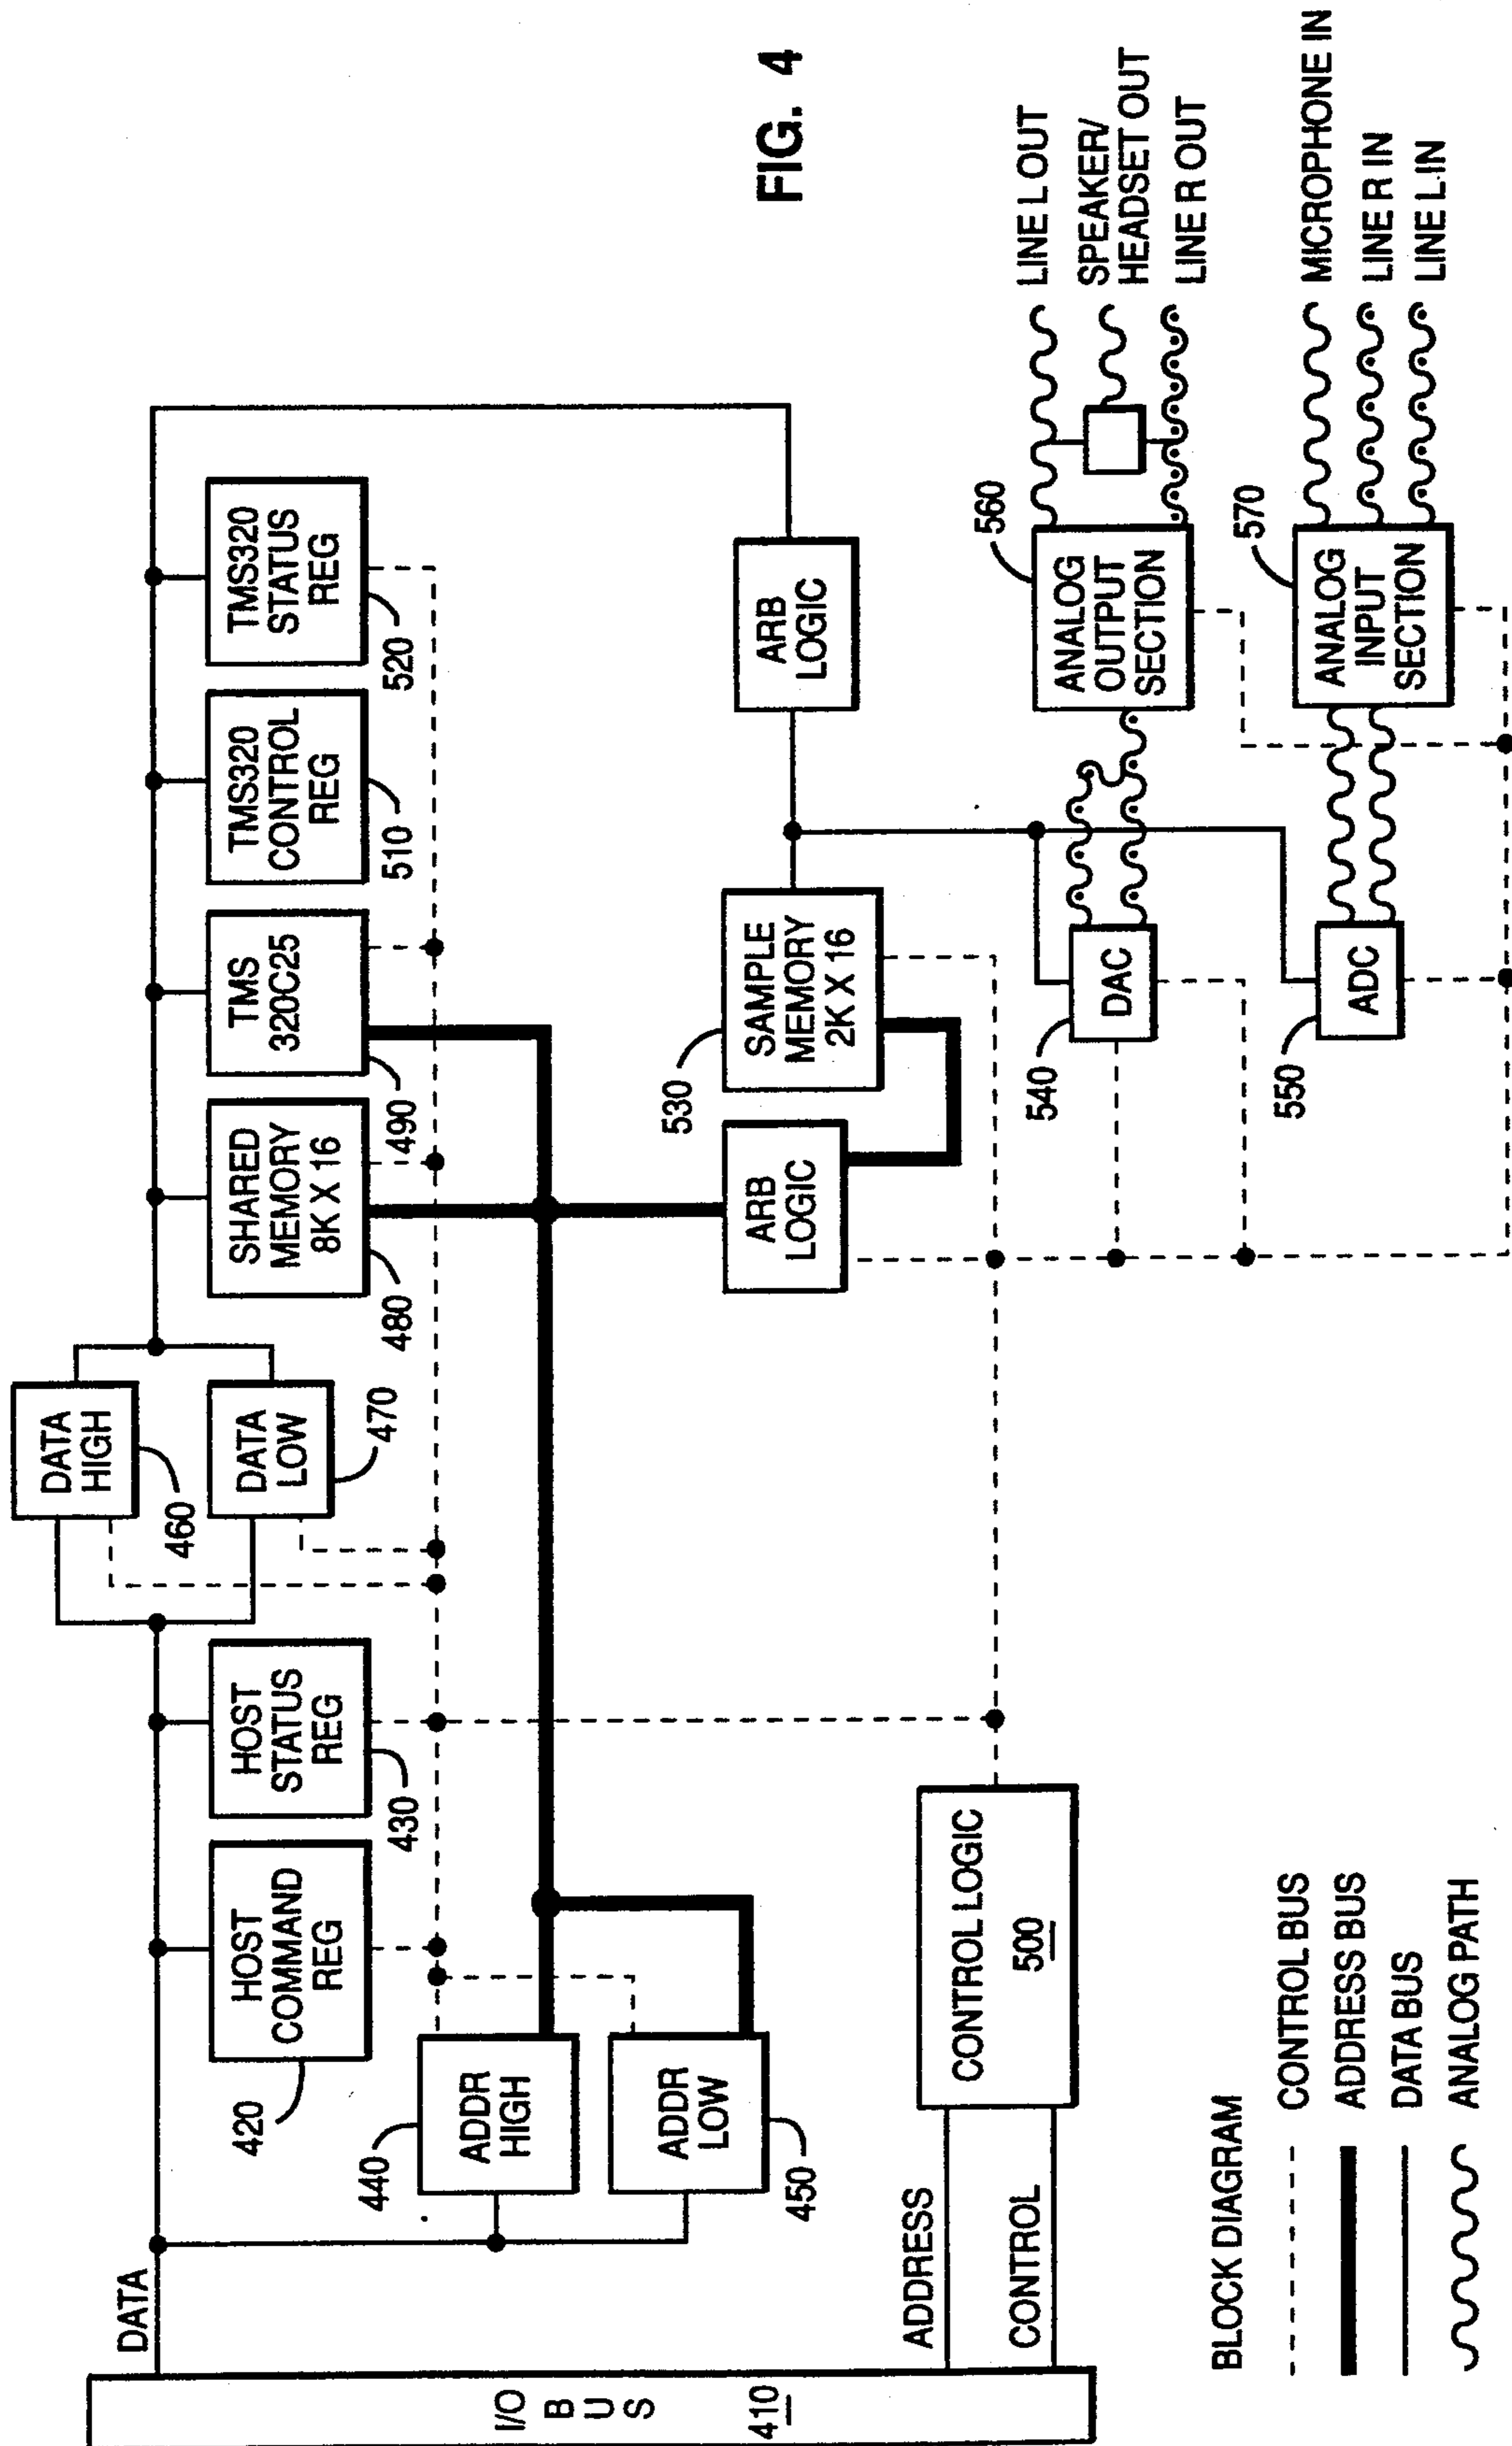 FIG. 4
DATA
HIGH
460
DATA
LOW
470
DATA
HOST
COMMAND
REG
420
HOST
STATUS
REG
430
SHARED
MEMORY
8K X 16
480
TMS
320C25
490
TMS320
CONTROL
REG
510
TMS320
STATUS
REG
520
ADDR
HIGH
440
ADDR
LOW
450
ARB
LOGIC
SAMPLE
MEMORY
2K X 16
530
ARB
LOGIC
I/O
B
U
S
410
ADDRESS
CONTROL
CONTROL LOGIC
500
DAC
540
ANALOG
OUTPUT
SECTION
560
LINE L OUT
SPEAKER/
HEADSET OUT
LINE R OUT
ADC
550
ANALOG
INPUT
SECTION
570
MICROPHONE IN
LINE R IN
LINE L IN
BLOCK DIAGRAM
CONTROL BUS
ADDRESS BUS
DATA BUS
ANALOG PATH